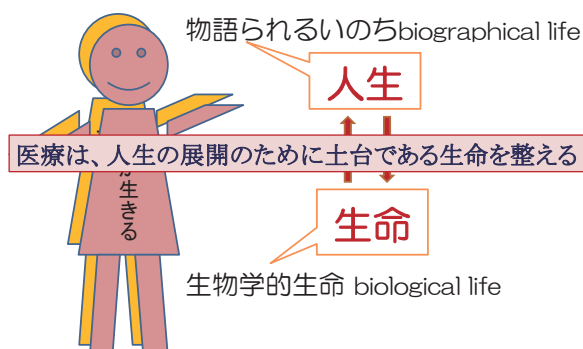 物語られるいのちbiographical life
人生
医療は、人生の展開のために土台である生命を整える
生きる
生命
生物学的生命 biological life